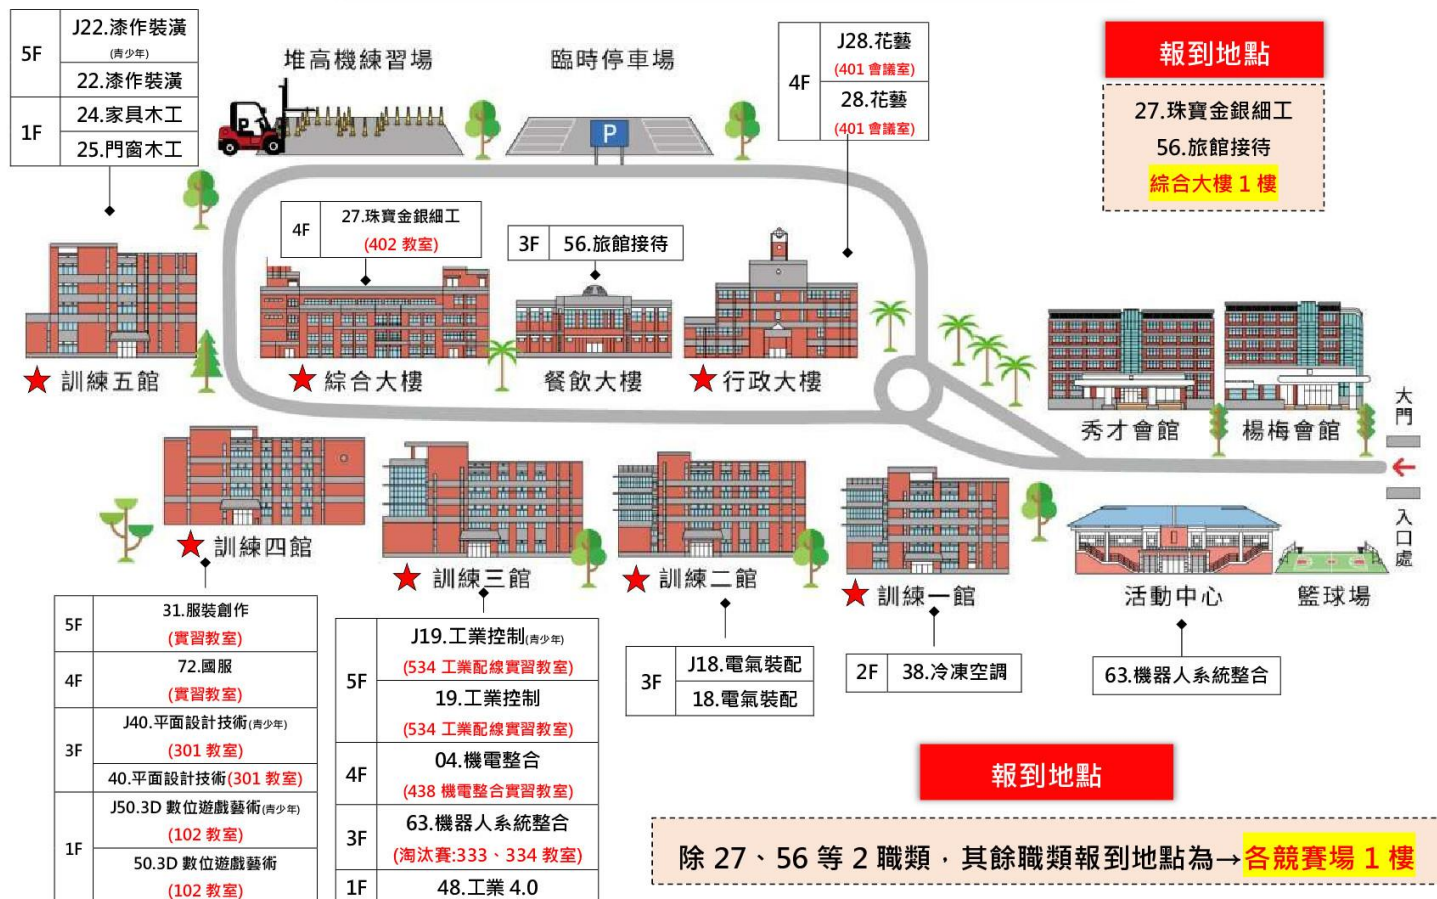 5F
J22.漆作裝潢
(青少年)
22.漆作裝潢
1F
24.家具木工
25.門窗木工
堆高機練習場
臨時停車場
P
4F
J28.花藝
(401 會議室)
28.花藝
(401 會議室)
報到地點
27.珠寶金銀細工
56.旅館接待
綜合大樓 1 樓
4F
27.珠寶金銀細工
(402 教室)
3F
56.旅館接待
訓練五館
綜合大樓
餐飲大樓
行政大樓
秀才會館
楊梅會館
大門
入口處
訓練四館
訓練三館
訓練二館
訓練一館
活動中心
籃球場
5F
31.服裝創作
(實習教室)
4F
72.國服
(實習教室)
3F
J40.平面設計技術(青少年)
(301 教室)
40.平面設計技術(301 教室)
1F
J50.3D 數位遊戲藝術(青少年)
(102 教室)
50.3D 數位遊戲藝術
(102 教室)
5F
J19.工業控制(青少年)
(534 工業配線實習教室)
19.工業控制
(534 工業配線實習教室)
4F
04.機電整合
(438 機電整合實習教室)
3F
63.機器人系統整合
(淘汰賽:333、334 教室)
1F
48.工業 4.0
3F
J18.電氣裝配
18.電氣裝配
2F
38.冷凍空調
63.機器人系統整合
報到地點
除 27、56 等 2 職類，其餘職類報到地點為→各競賽場 1 樓